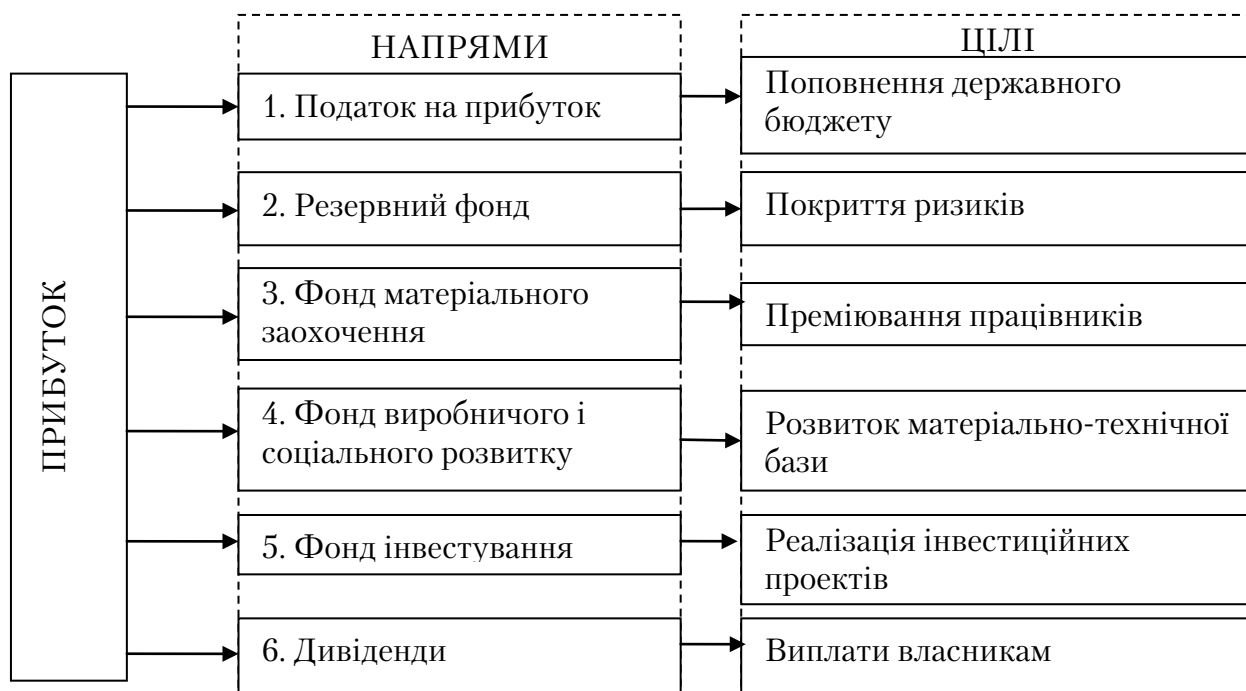 НАПРЯМИ
ЦІЛІ
ПРИБУТОК
1. Податок на прибуток
Поповнення державного
бюджету
2. Резервний фонд
Покриття ризиків
3. Фонд матеріального
заохочення
Преміювання працівників
4. Фонд виробничого і
соціального розвитку
Розвиток матеріально-технічної
бази
5. Фонд інвестування
Реалізація інвестиційних
проектів
6. Дивіденди
Виплати власникам